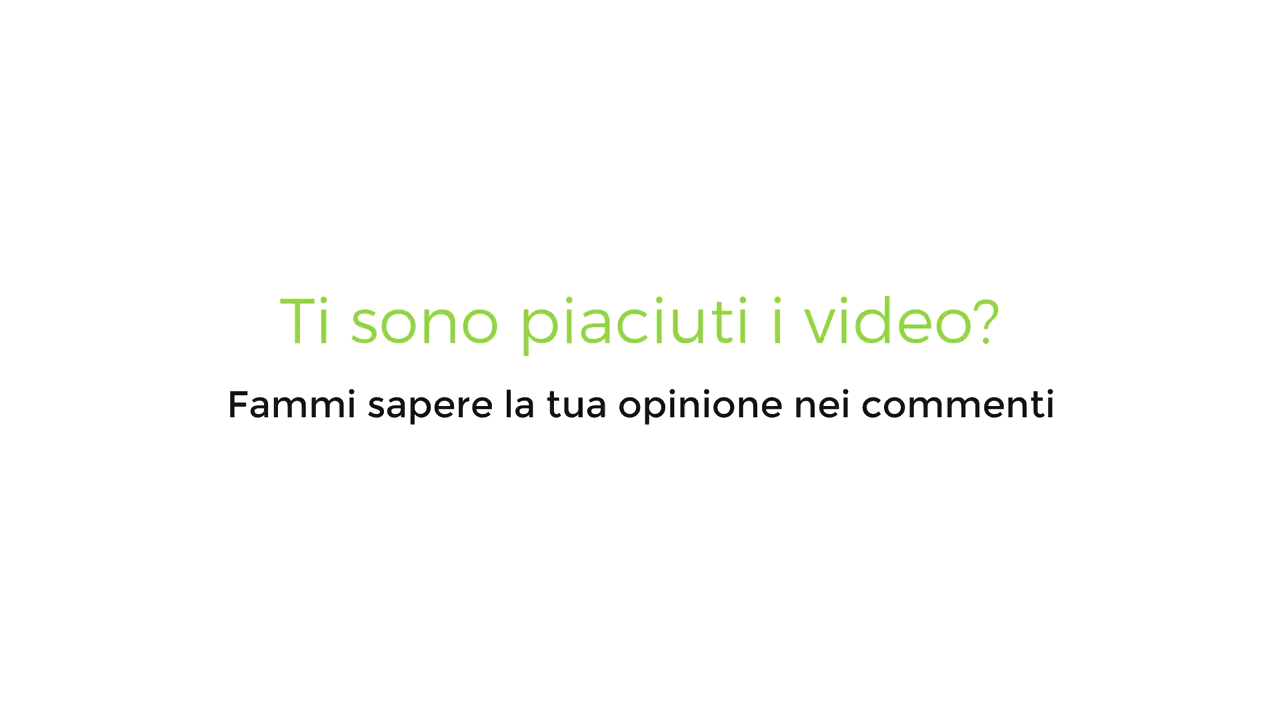 Ti sono piaciuti i video?
Fammi sapere la tua opinione nei commenti